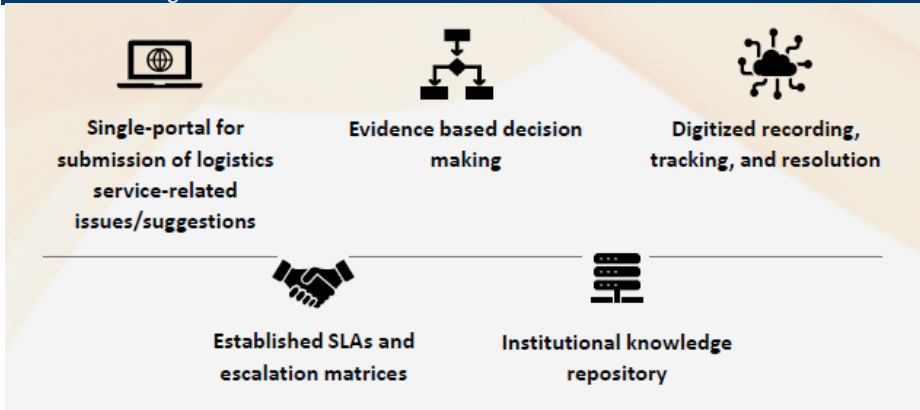 Single-portal for
submission of logistics
service-related
issues/suggestions
Evidence based decision
making
Digitized recording,
tracking, and resolution
Established SLAs and
escalation matrices
Institutional knowledge
repository